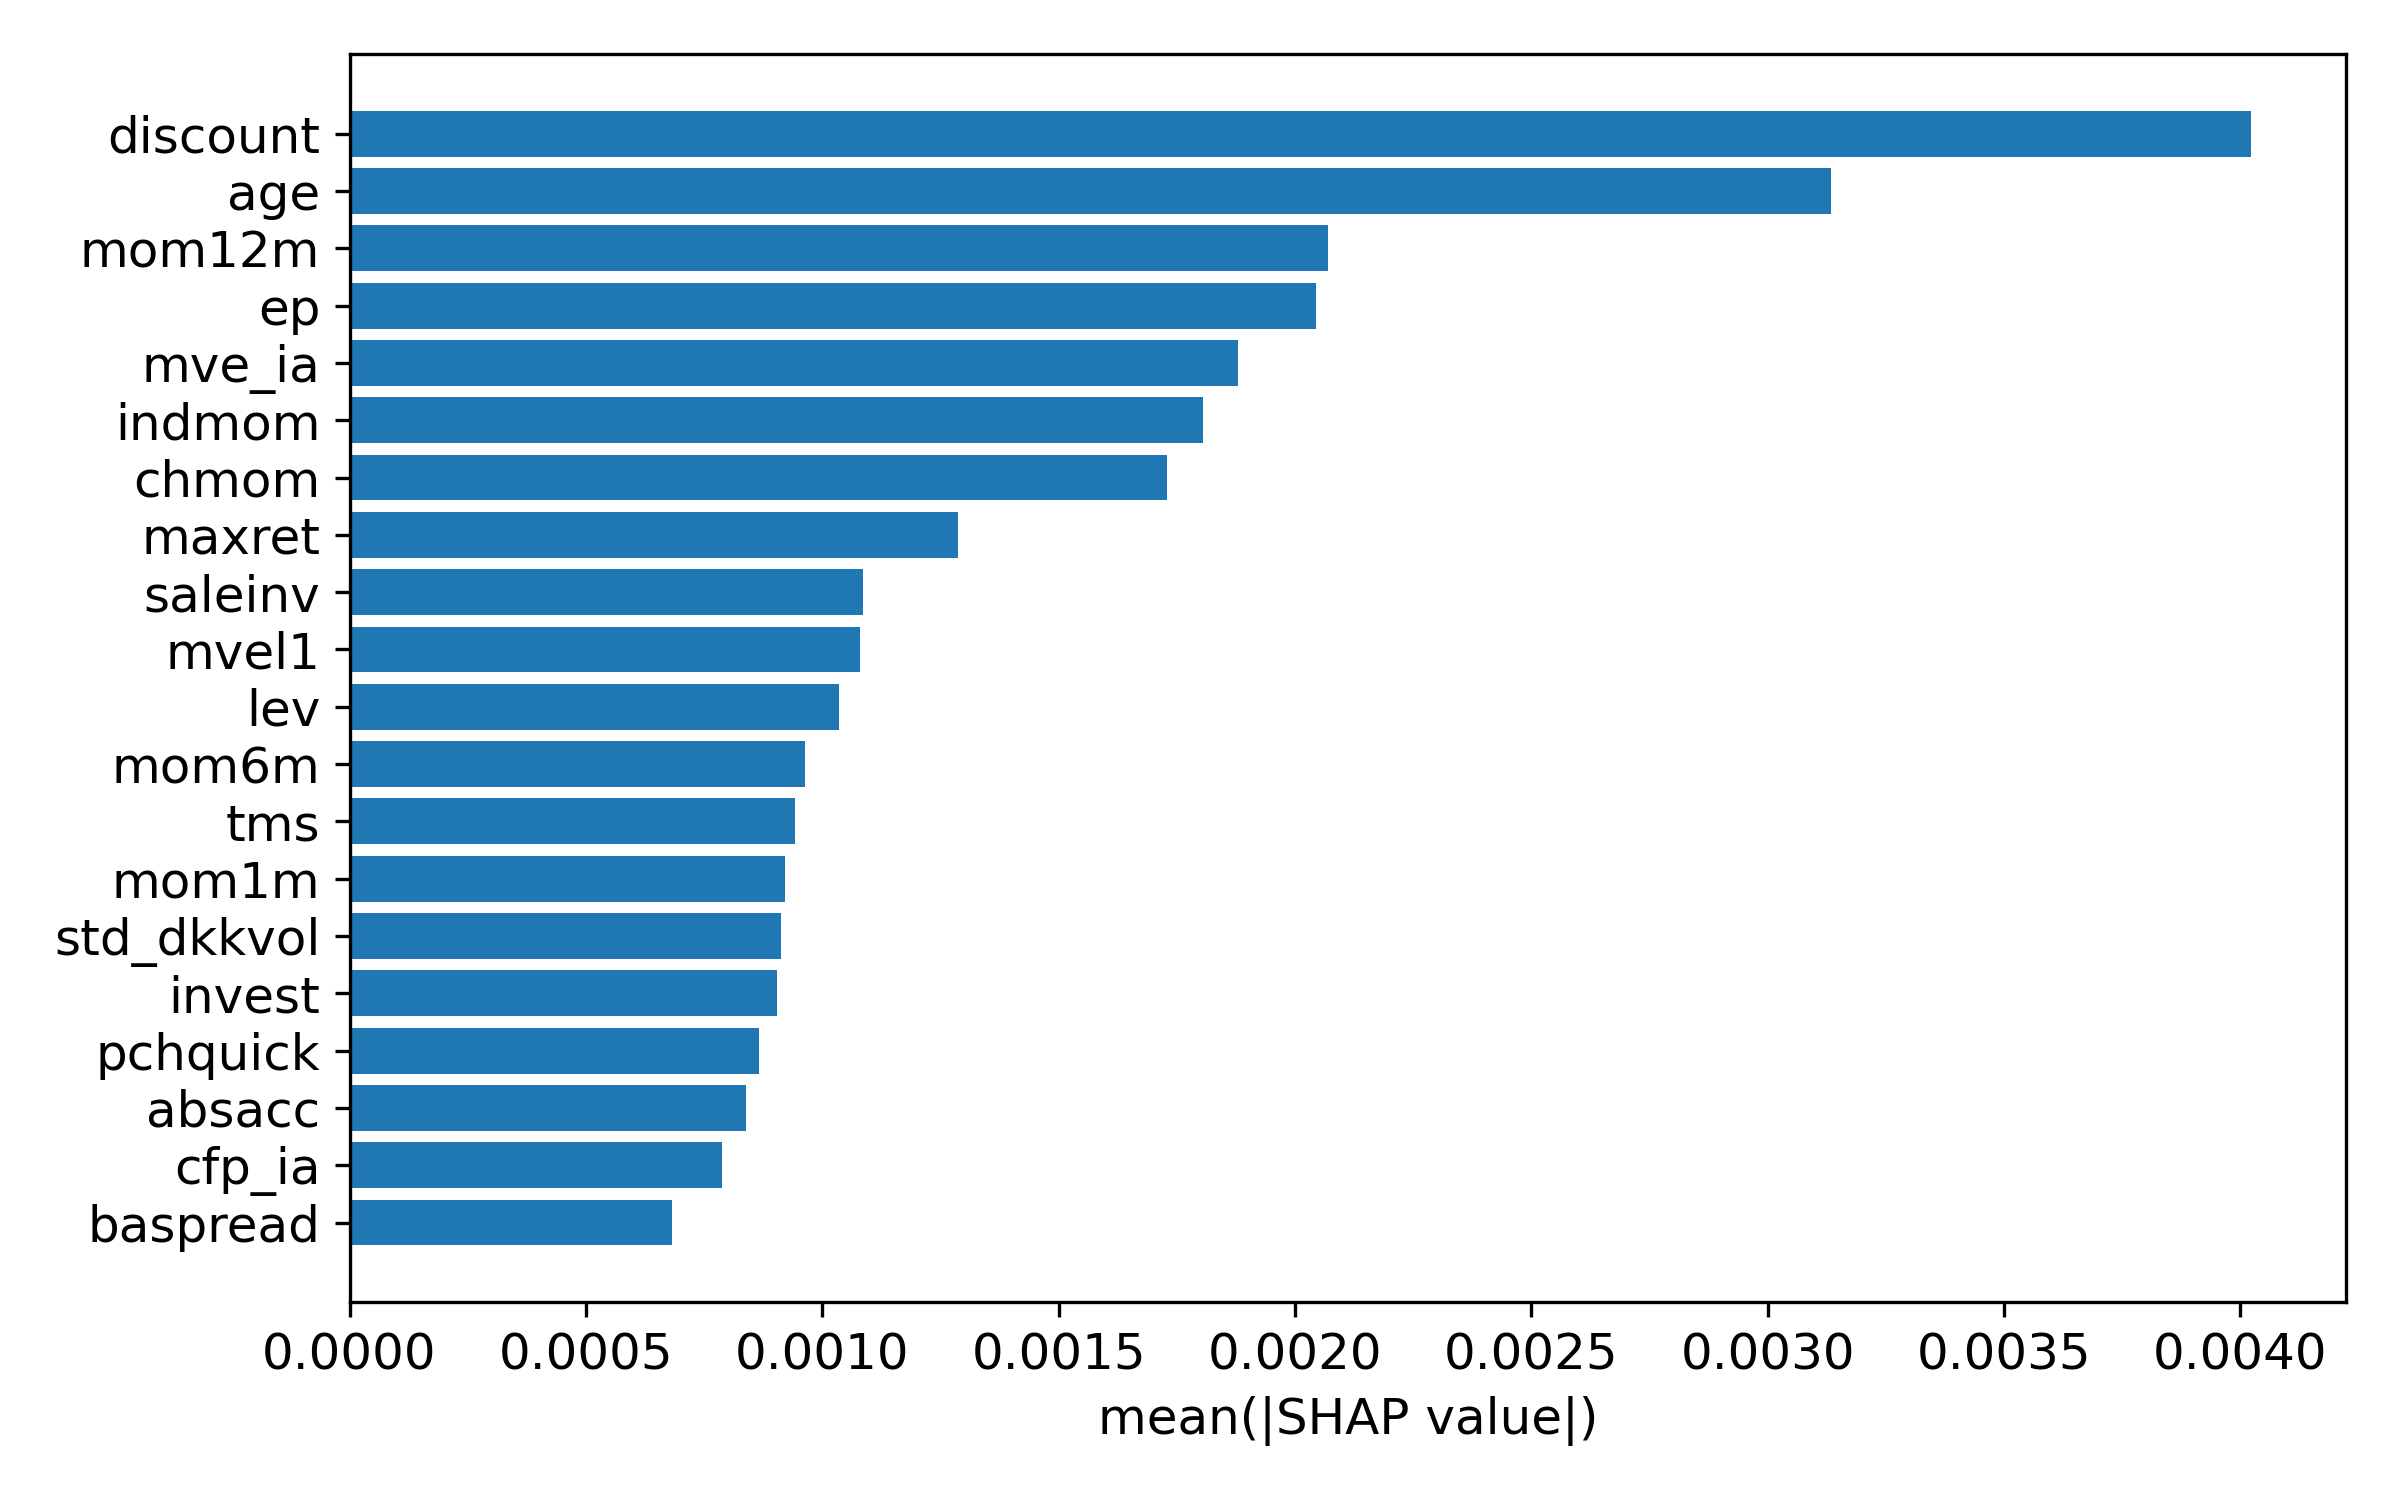 discount
age
mom12m
ep
mve_ia
indmom
chmom
maxret
saleinv
mvel1
lev
mom6m
tms
mom1m
std_dkkvol
invest
pchquick
absacc
cfp_ia
baspread
0.0000 0.0005 0.0010 0.0015 0.0020 0.0025 0.0030 0.0035 0.0040
mean(|SHAP value|)